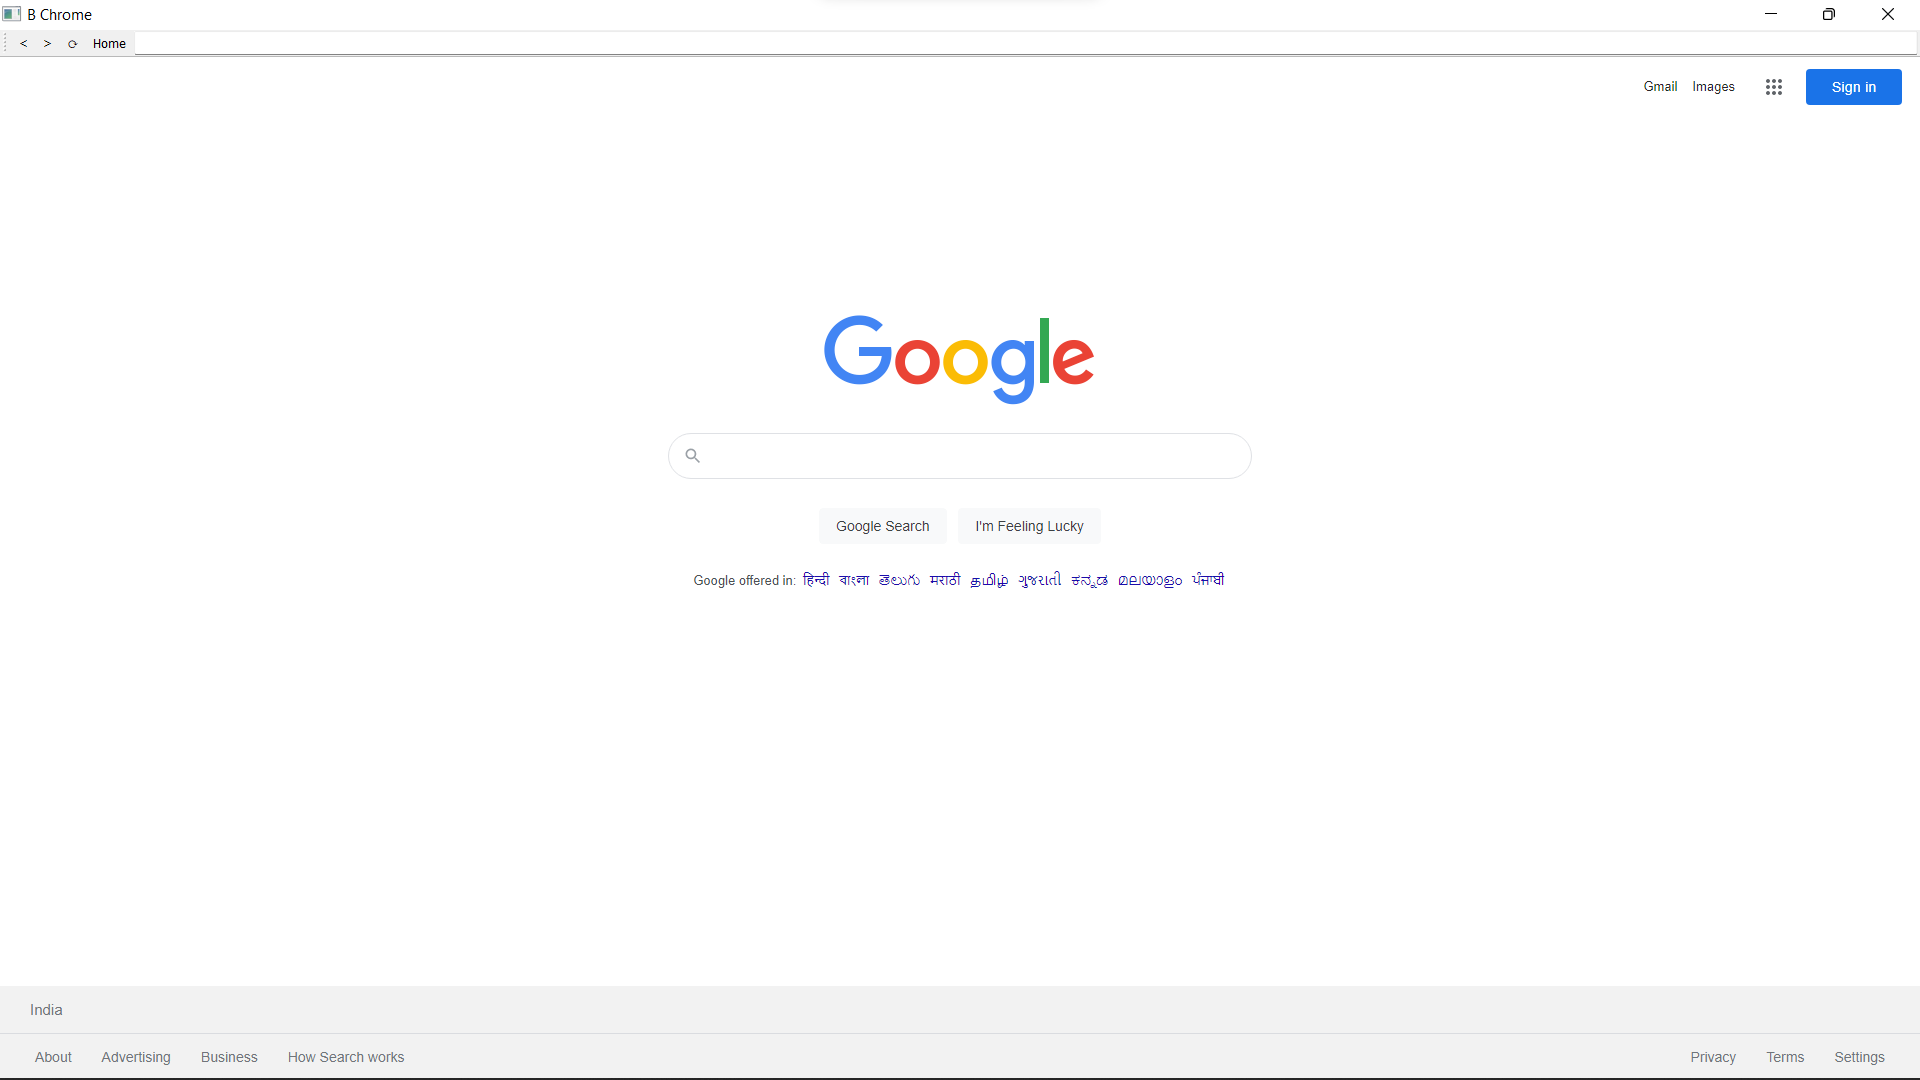 B Chrome
< > Home
Gmail Images Sign in
Google
Google Search I'm Feeling Lucky
Google offered in: हिन्दी বাংলা తెలుగు मराठी தமிழ் ગુજરાતી ಕನ್ನಡ മലയാളം ਪੰਜਾਬੀ
India
About Advertising Business How Search works Privacy Terms Settings